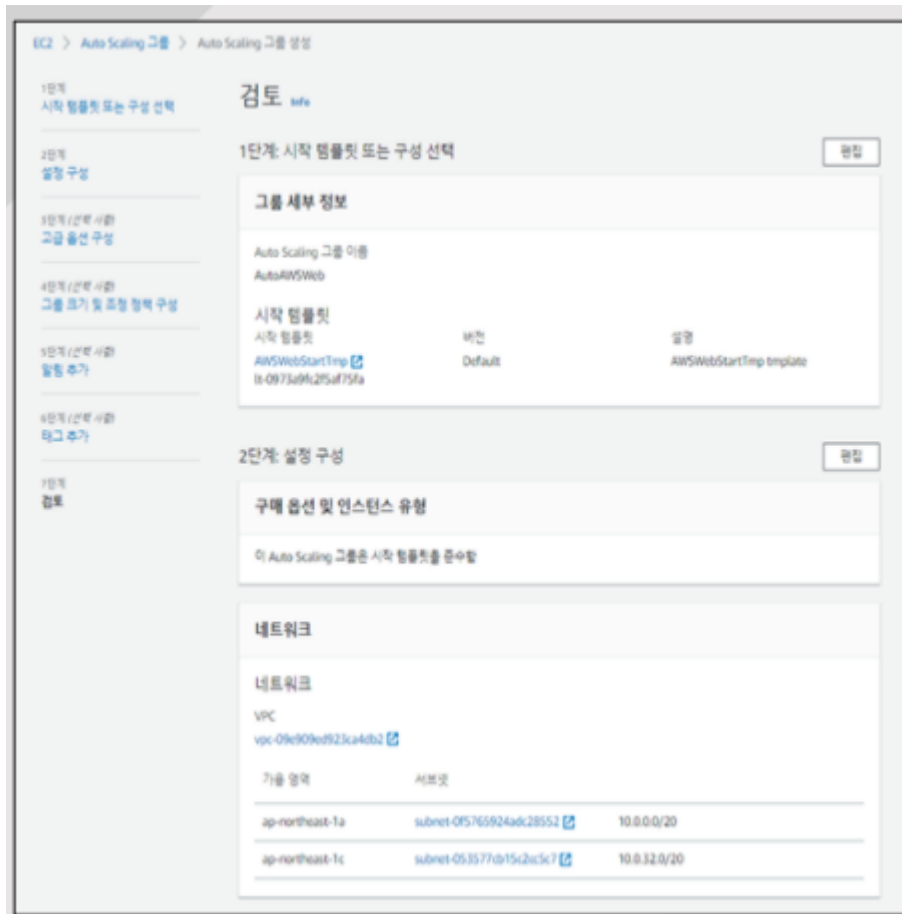 EC2 > Auto Scaling 그룹 > Auto Scaling 그룹 생성
1단계
시작 템플릿 또는 구성 선택
2단계
설정 구성
3단계 (선택 사항)
고급 옵션 구성
4단계 (선택 사항)
그룹 크기 및 조정 정책 구성
5단계 (선택 사항)
알림 추가
6단계 (선택 사항)
태그 추가
7단계
검토
검토 Info
1단계: 시작 템플릿 또는 구성 선택
편집
그룹 세부 정보
Auto Scaling 그룹 이름
AutoAWSWeb
시작 템플릿
시작 템플릿 버전 설명
AWSWebStartTmp Default AWSWebStartTmp tmplate
lt-0973a9fc2f5af75fa
2단계: 설정 구성
편집
구매 옵션 및 인스턴스 유형
이 Auto Scaling 그룹은 시작 템플릿을 준수함
네트워크
네트워크
VPC
vpc-09e909ed923ca4db2
가용 영역 서브넷
ap-northeast-1a subnet-0f5765924adc28552 10.0.0.0/20
ap-northeast-1c subnet-053577cb15c2cc5c7 10.0.32.0/20